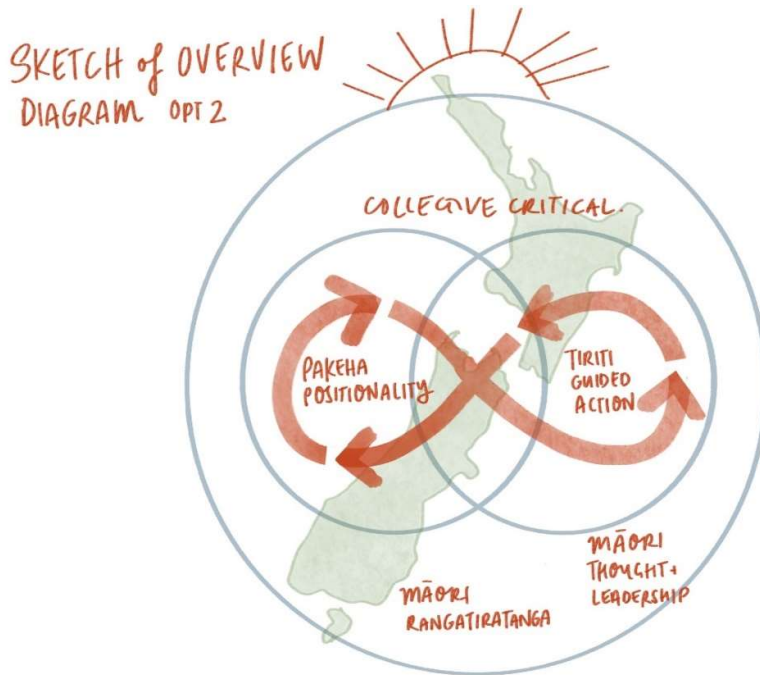 SKETCH of OVERVIEW
DIAGRAM OPT 2
COLLECTIVE CRITICAL.
PAKEHA
POSITIONALITY
TIRITI
GUIDED
ACTION
MĀORI
THOUGHT+
LEADERSHIP
MĀORI
RANGATIRATANGA